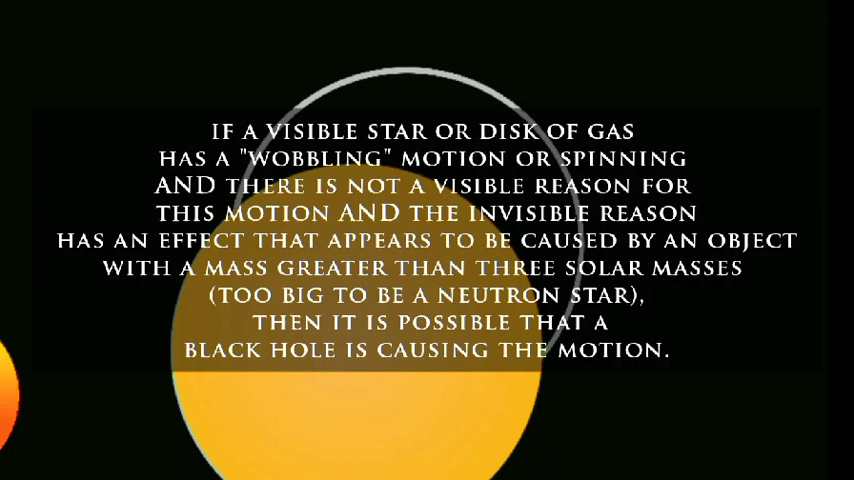 IF A VISIBLE STAR OR DISK OF GAS
HAS A "WOBBLING" MOTION OR SPINNING
AND THERE IS NOT A VISIBLE REASON FOR
THIS MOTION AND THE INVISIBLE REASON
HAS AN EFFECT THAT APPEARS TO BE CAUSED BY AN OBJECT
WITH A MASS GREATER THAN THREE SOLAR MASSES
(TOO BIG TO BE A NEUTRON STAR),
THEN IT IS POSSIBLE THAT A
BLACK HOLE IS CAUSING THE MOTION.